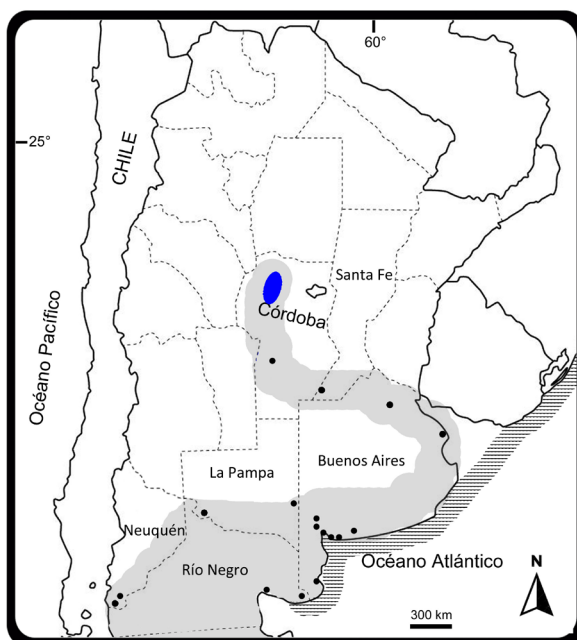 60°
25°
CHILE
Santa Fe
Córdoba
Océano Pacífico
La Pampa
Buenos Aires
Neuquén
Río Negro
Océano Atlántico
N
300 km